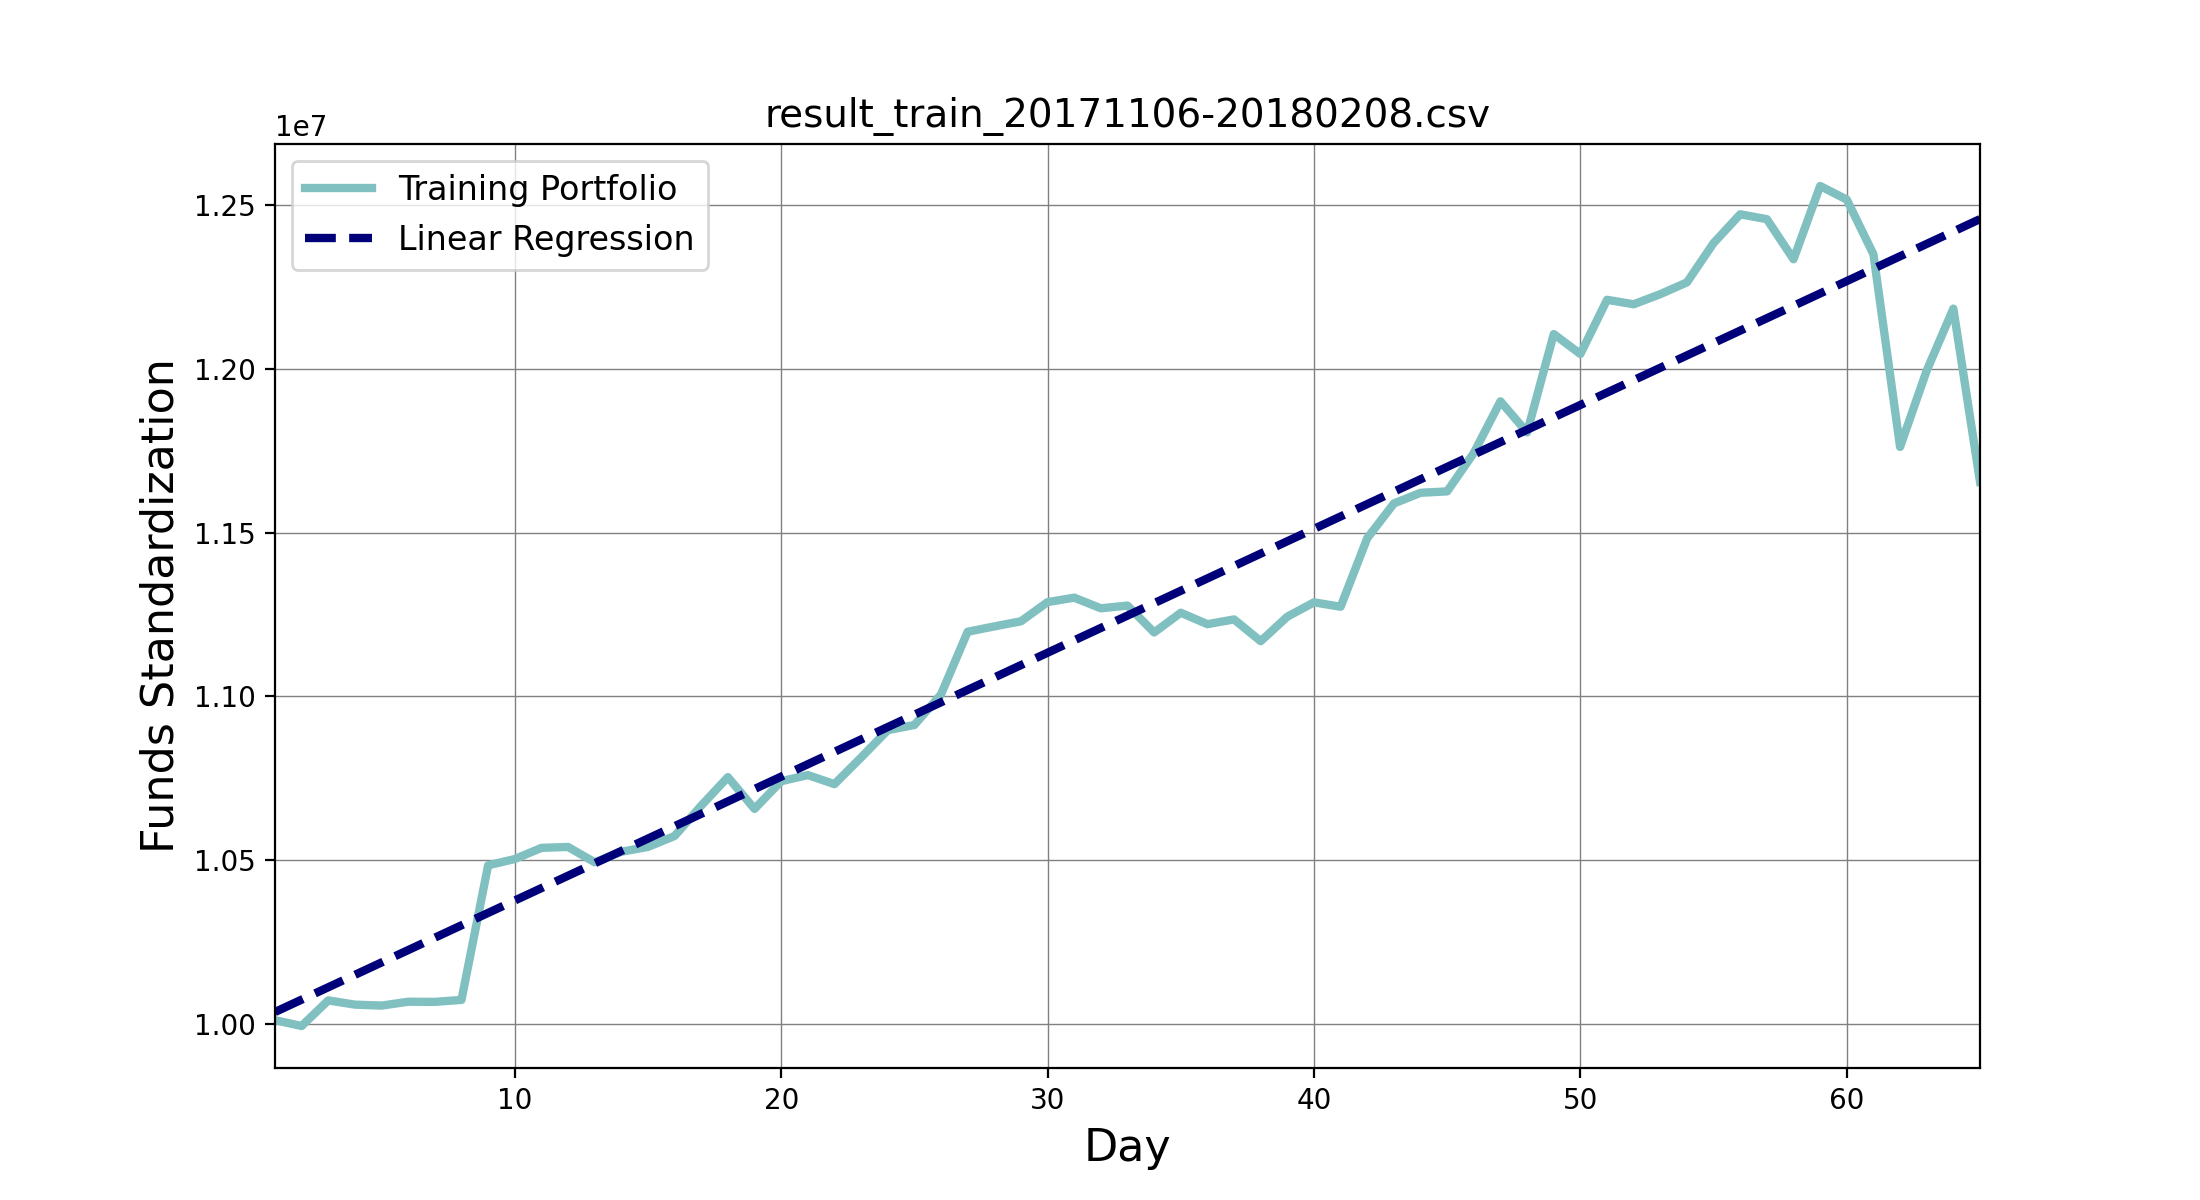 result_train_20171106-20180208.csv
1e7
Training Portfolio
Linear Regression
1.25
1.20
1.15
1.10
1.05
1.00
Funds Standardization
10 20 30 40 50 60
Day